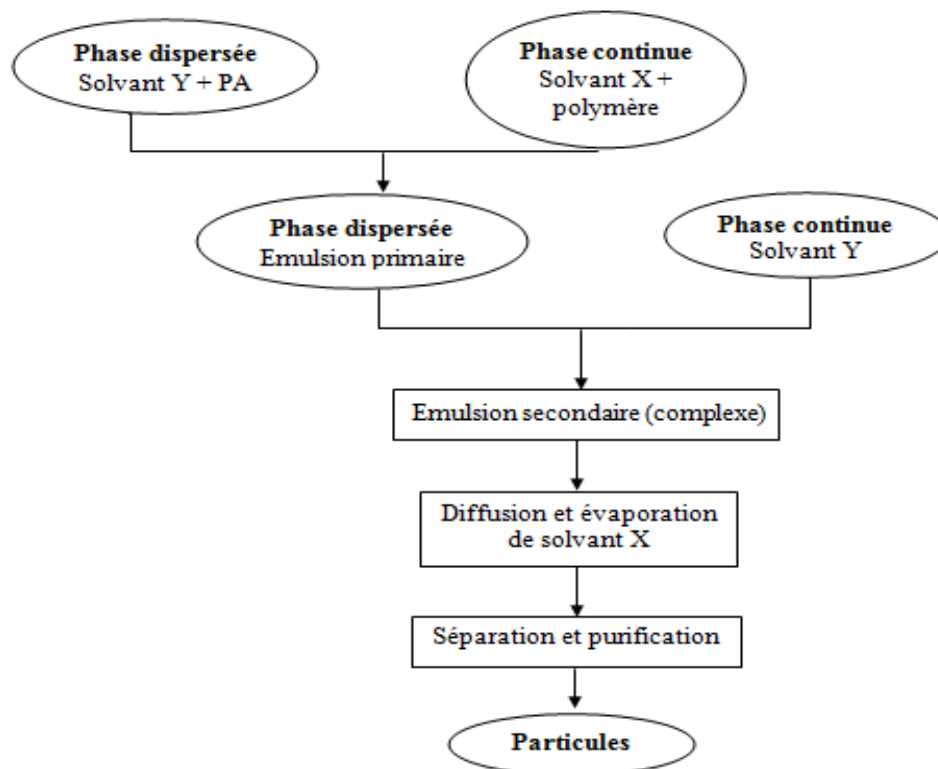 Phase dispersée
Solvant Y + PA
Phase continue
Solvant X +
polymère
Phase dispersée
Emulsion primaire
Phase continue
Solvant Y
Emulsion secondaire (complexe)
Diffusion et évaporation
de solvant X
Séparation et purification
Particules